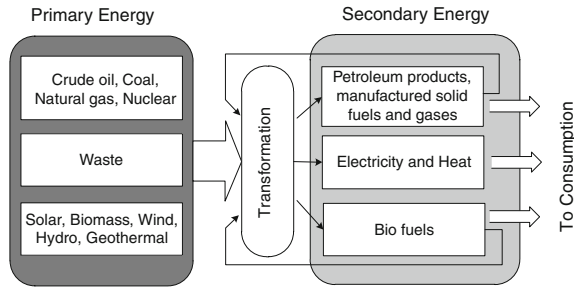 Primary Energy
Secondary Energy
Crude oil, Coal,
Natural gas, Nuclear
Waste
Solar, Biomass, Wind,
Hydro, Geothermal
Transformation
Petroleum products,
manufactured solid
fuels and gases
Electricity and Heat
Bio fuels
To Consumption